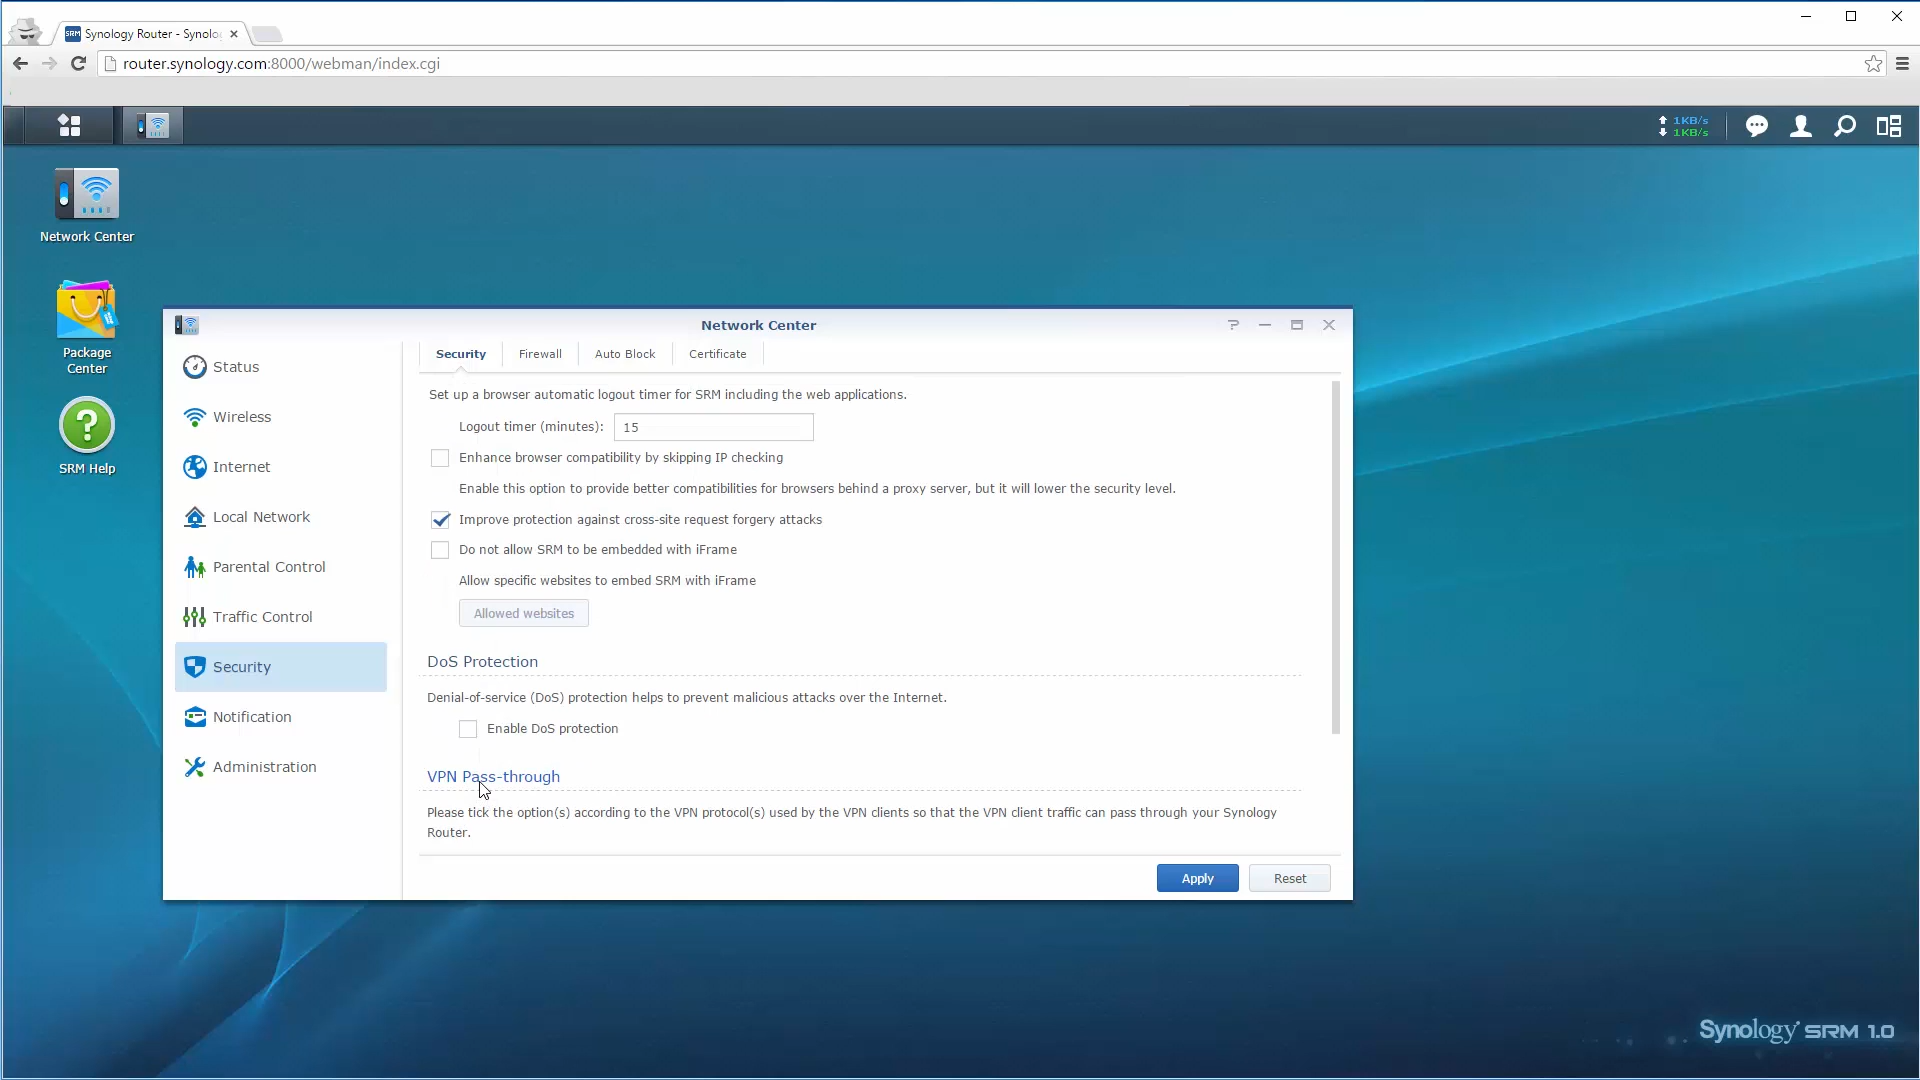 Synology Router - Synolo
router.synology.com:8000/webman/index.cgi
1KB/s
1KB/s
Network Center
Package
Center
SRM Help
Network Center
Status
Wireless
Internet
Local Network
Parental Control
Traffic Control
Security
Notification
Administration
Security
Firewall
Auto Block
Certificate
Set up a browser automatic logout timer for SRM including the web applications.
Logout timer (minutes): 15
Enhance browser compatibility by skipping IP checking
Enable this option to provide better compatibilities for browsers behind a proxy server, but it will lower the security level.
Improve protection against cross-site request forgery attacks
Do not allow SRM to be embedded with iFrame
Allow specific websites to embed SRM with iFrame
Allowed websites
DoS Protection
Denial-of-service (DoS) protection helps to prevent malicious attacks over the Internet.
Enable DoS protection
VPN Pass-through
Please tick the option(s) according to the VPN protocol(s) used by the VPN clients so that the VPN client traffic can pass through your Synology
Router.
Apply
Reset
Synology SRM 1.0